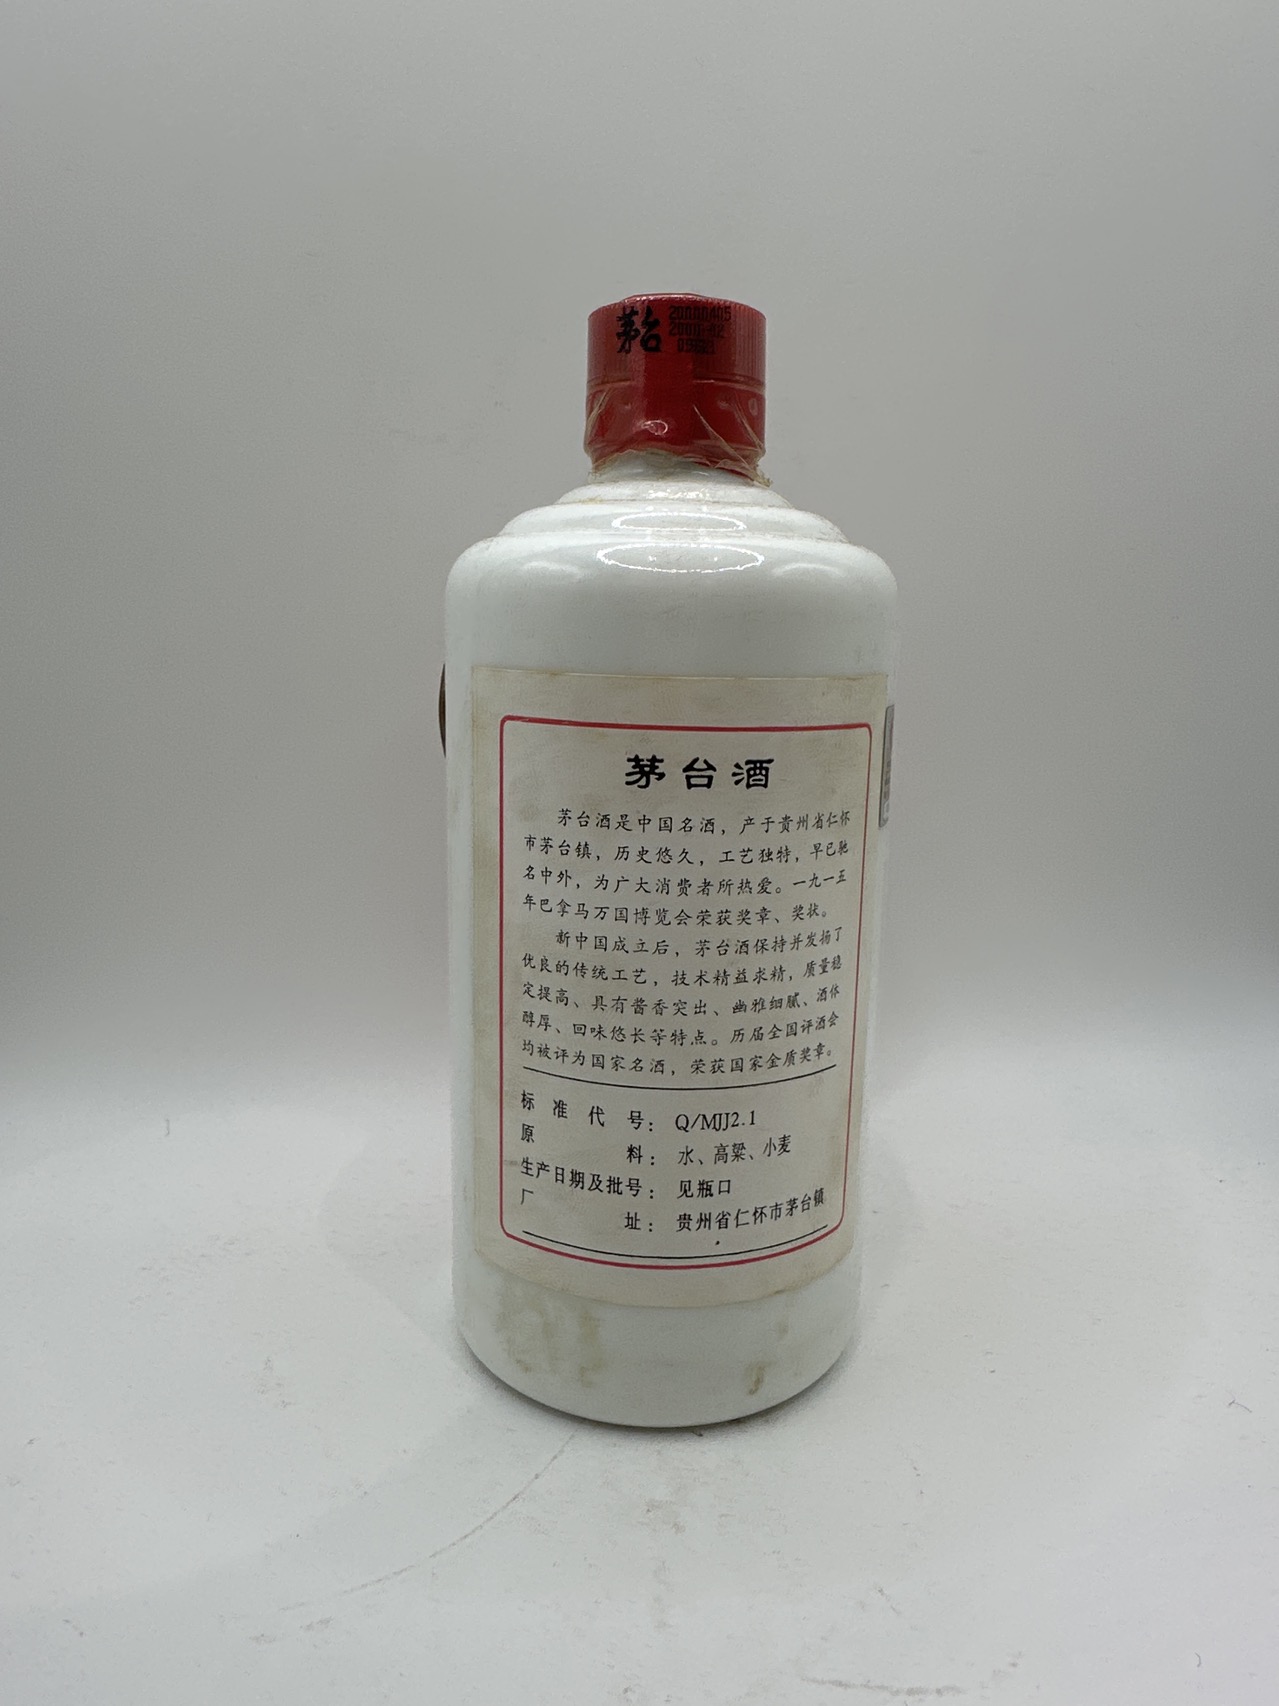 茅台
茅台酒
茅台酒是中国名酒，产于贵州省仁怀
市茅台镇，历史悠久，工艺独特，早已驰
名中外，为广大消费者所热爱。一九一五
年巴拿马万国博览会荣获奖章、奖状。
新中国成立后，茅台酒保持并发扬了
优良的传统工艺，技术精益求精，质量稳
定提高、具有酱香突出、幽雅细腻、酒体
醇厚、回味悠长等特点。历届全国评酒会
均被评为国家名酒，荣获国家金质奖章。
标准代号：Q/MJJ2.1
原料：水、高粱、小麦
生产日期及批号：见瓶口
厂址：贵州省仁怀市茅台镇